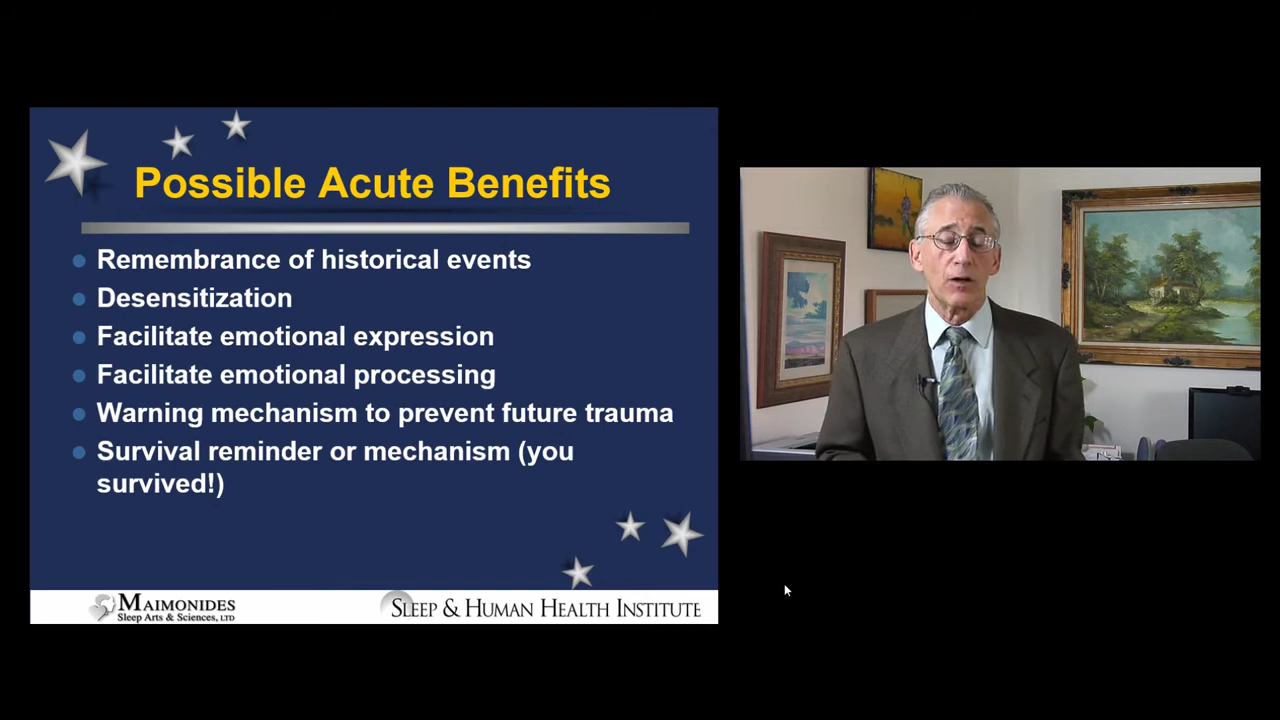 Possible Acute Benefits
Remembrance of historical events
Desensitization
Facilitate emotional expression
Facilitate emotional processing
Warning mechanism to prevent future trauma
Survival reminder or mechanism (you
survived!)
MAIMONIDES
Sleep Arts & Sciences, LTD
SLEEP & HUMAN HEALTH INSTITUTE